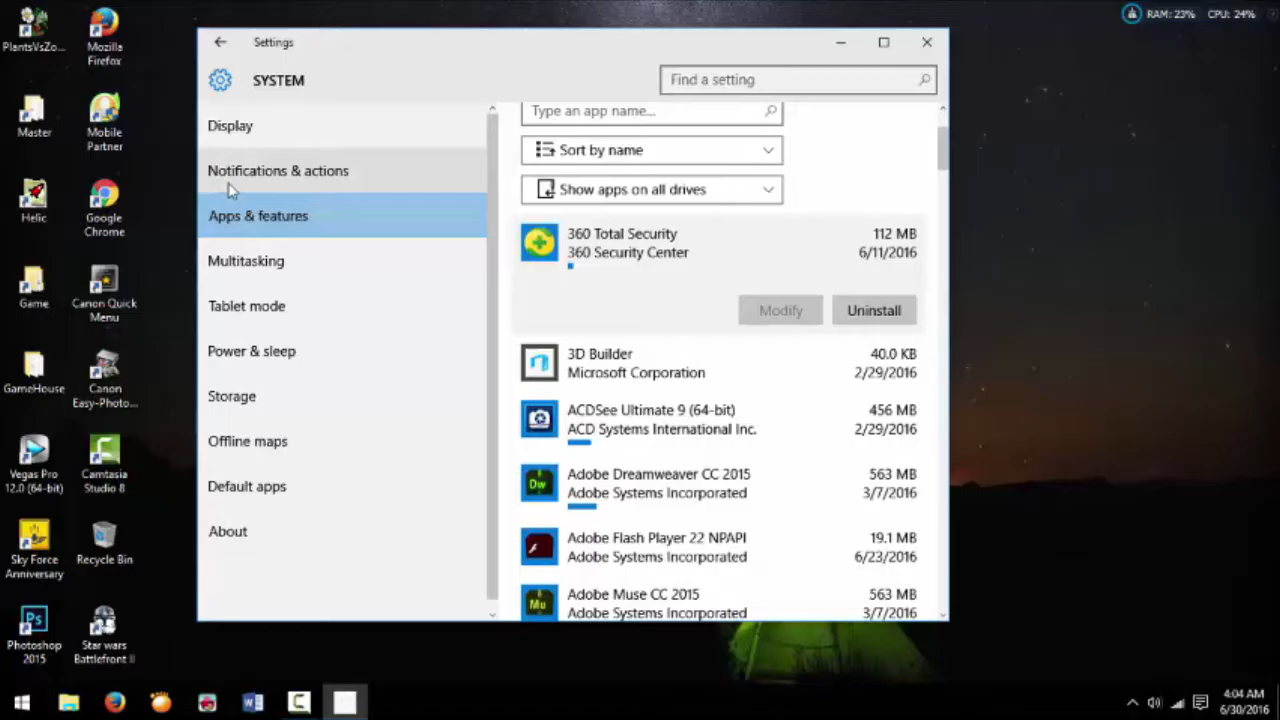 RAM: 23% CPU: 24%
PlantsVsZo...
Mozilla
Firefox
Master
Mobile
Partner
Helic
Google
Chrome
Game
Canon Quick
Menu
GameHouse
Canon
Easy-Photo...
Vegas Pro
12.0 (64-bit)
Camtasia
Studio 8
Sky Force
Anniversary
Recycle Bin
Photoshop
2015
Star wars
Battlefront II
Settings
SYSTEM
Find a setting
Display
Notifications & actions
Apps & features
Multitasking
Tablet mode
Power & sleep
Storage
Offline maps
Default apps
About
Type an app name...
Sort by name
Show apps on all drives
360 Total Security 112 MB
360 Security Center 6/11/2016
Modify Uninstall
3D Builder 40.0 KB
Microsoft Corporation 2/29/2016
ACDSee Ultimate 9 (64-bit) 456 MB
ACD Systems International Inc. 2/29/2016
Dw
Adobe Dreamweaver CC 2015 563 MB
Adobe Systems Incorporated 3/7/2016
Adobe Flash Player 22 NPAPI 19.1 MB
Adobe Systems Incorporated 6/23/2016
Mu
Adobe Muse CC 2015 563 MB
Adobe Systems Incorporated 3/7/2016
Ps
4:04 AM
6/30/2016